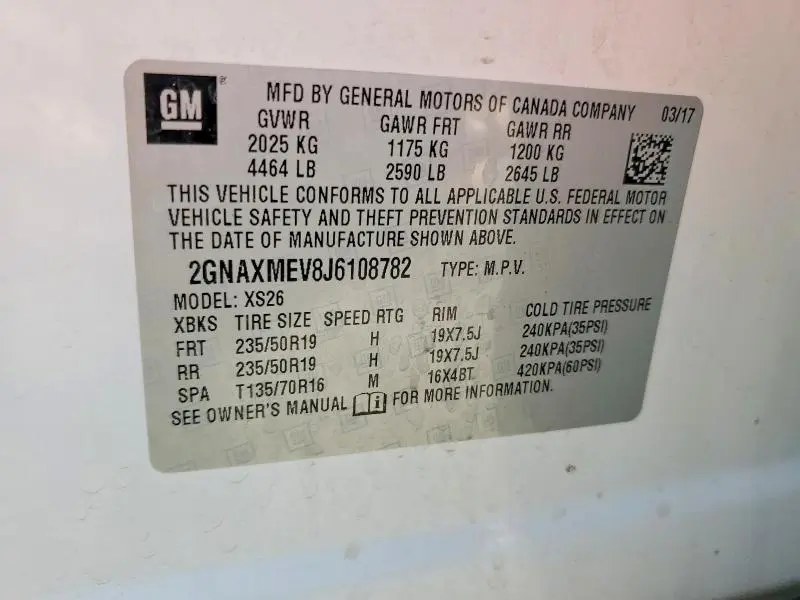 GM
MFD BY GENERAL MOTORS OF CANADA COMPANY 03/17
GVWR GAWR FRT GAWR RR
2025 KG 1175 KG 1200 KG
4464 LB 2590 LB 2645 LB
THIS VEHICLE CONFORMS TO ALL APPLICABLE U.S. FEDERAL MOTOR
VEHICLE SAFETY AND THEFT PREVENTION STANDARDS IN EFFECT ON
THE DATE OF MANUFACTURE SHOWN ABOVE.
2GNAXMEV8J6108782 TYPE: M.P.V.
MODEL: XS26
XBKS TIRE SIZE SPEED RTG RIM COLD TIRE PRESSURE
FRT 235/50R19 H 19X7.5J 240KPA(35PSI)
RR 235/50R19 H 19X7.5J 240KPA(35PSI)
SPA T135/70R16 M 16X4BT 420KPA(60PSI)
SEE OWNER'S MANUAL i FOR MORE INFORMATION.